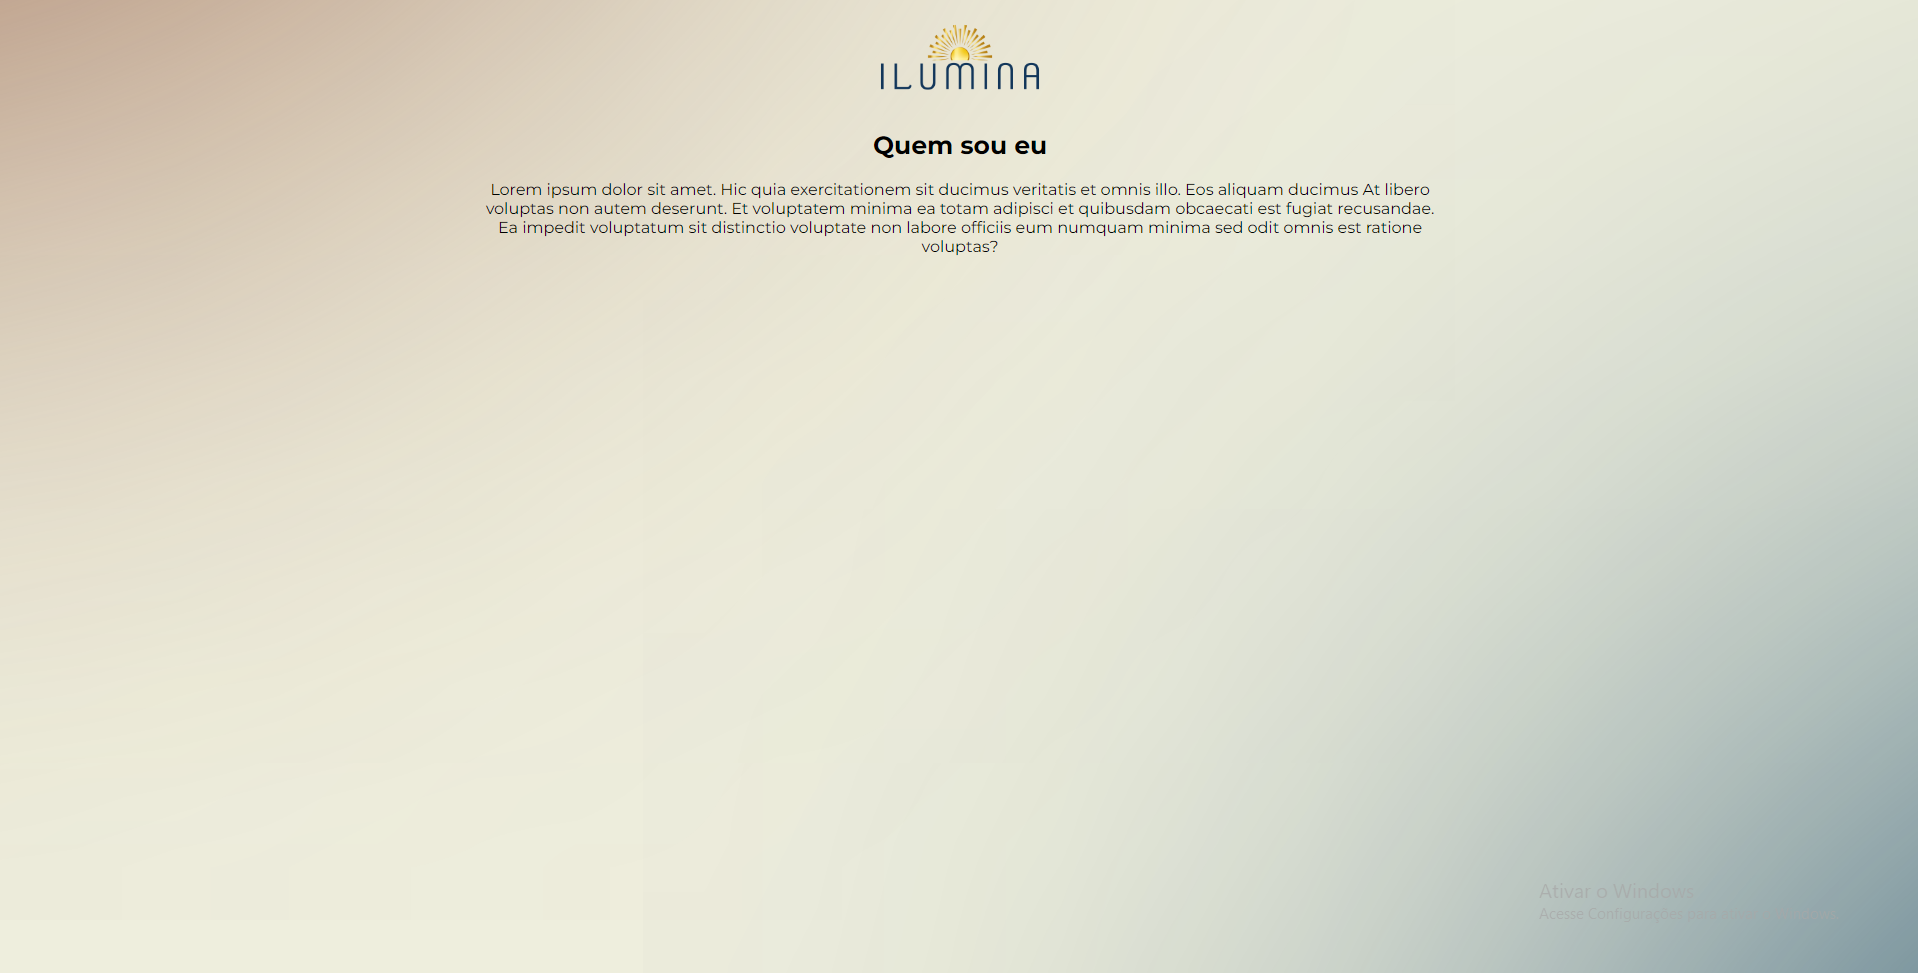 ILUMINA
Quem sou eu
Lorem ipsum dolor sit amet. Hic quia exercitationem sit ducimus veritatis et omnis illo. Eos aliquam ducimus At libero
voluptas non autem deserunt. Et voluptatem minima ea totam adipisci et quibusdam obcaecati est fugiat recusandae.
Ea impedit voluptatum sit distinctio voluptate non labore officiis eum numquam minima sed odit omnis est ratione
voluptas?
Ativar o Windows
Acesse Configurações para